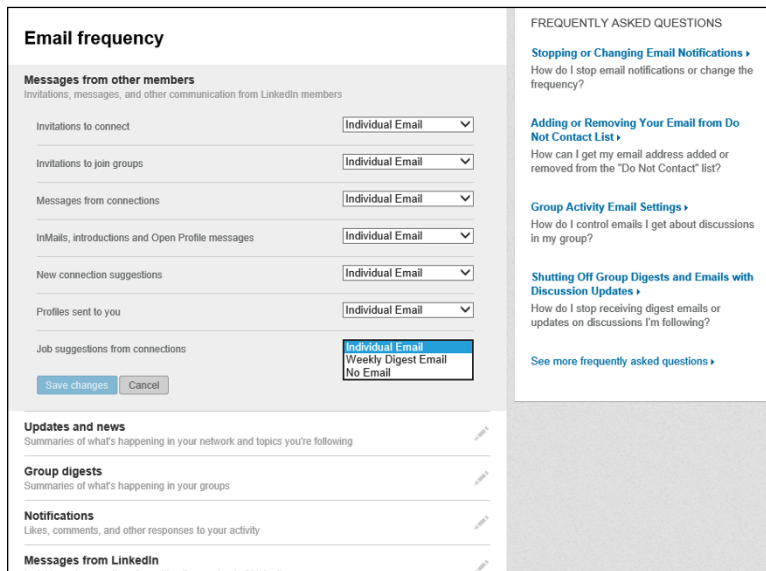 Email frequency
Messages from other members
Invitations, messages, and other communication from LinkedIn members
Invitations to connect
Individual Email
Invitations to join groups
Individual Email
Messages from connections
Individual Email
InMails, introductions and Open Profile messages
Individual Email
New connection suggestions
Individual Email
Profiles sent to you
Individual Email
Job suggestions from connections
Individual Email
Weekly Digest Email
No Email
Save changes
Cancel
Updates and news
Summaries of what's happening in your network and topics you're following
Group digests
Summaries of what's happening in your groups
Notifications
Likes, comments, and other responses to your activity
Messages from LinkedIn
FREQUENTLY ASKED QUESTIONS
Stopping or Changing Email Notifications
How do I stop email notifications or change the
frequency?
Adding or Removing Your Email from Do
Not Contact List
How can I get my email address added or
removed from the "Do Not Contact" list?
Group Activity Email Settings
How do I control emails I get about discussions
in my group?
Shutting Off Group Digests and Emails with
Discussion Updates
How do I stop receiving digest emails or
updates on discussions I'm following?
See more frequently asked questions